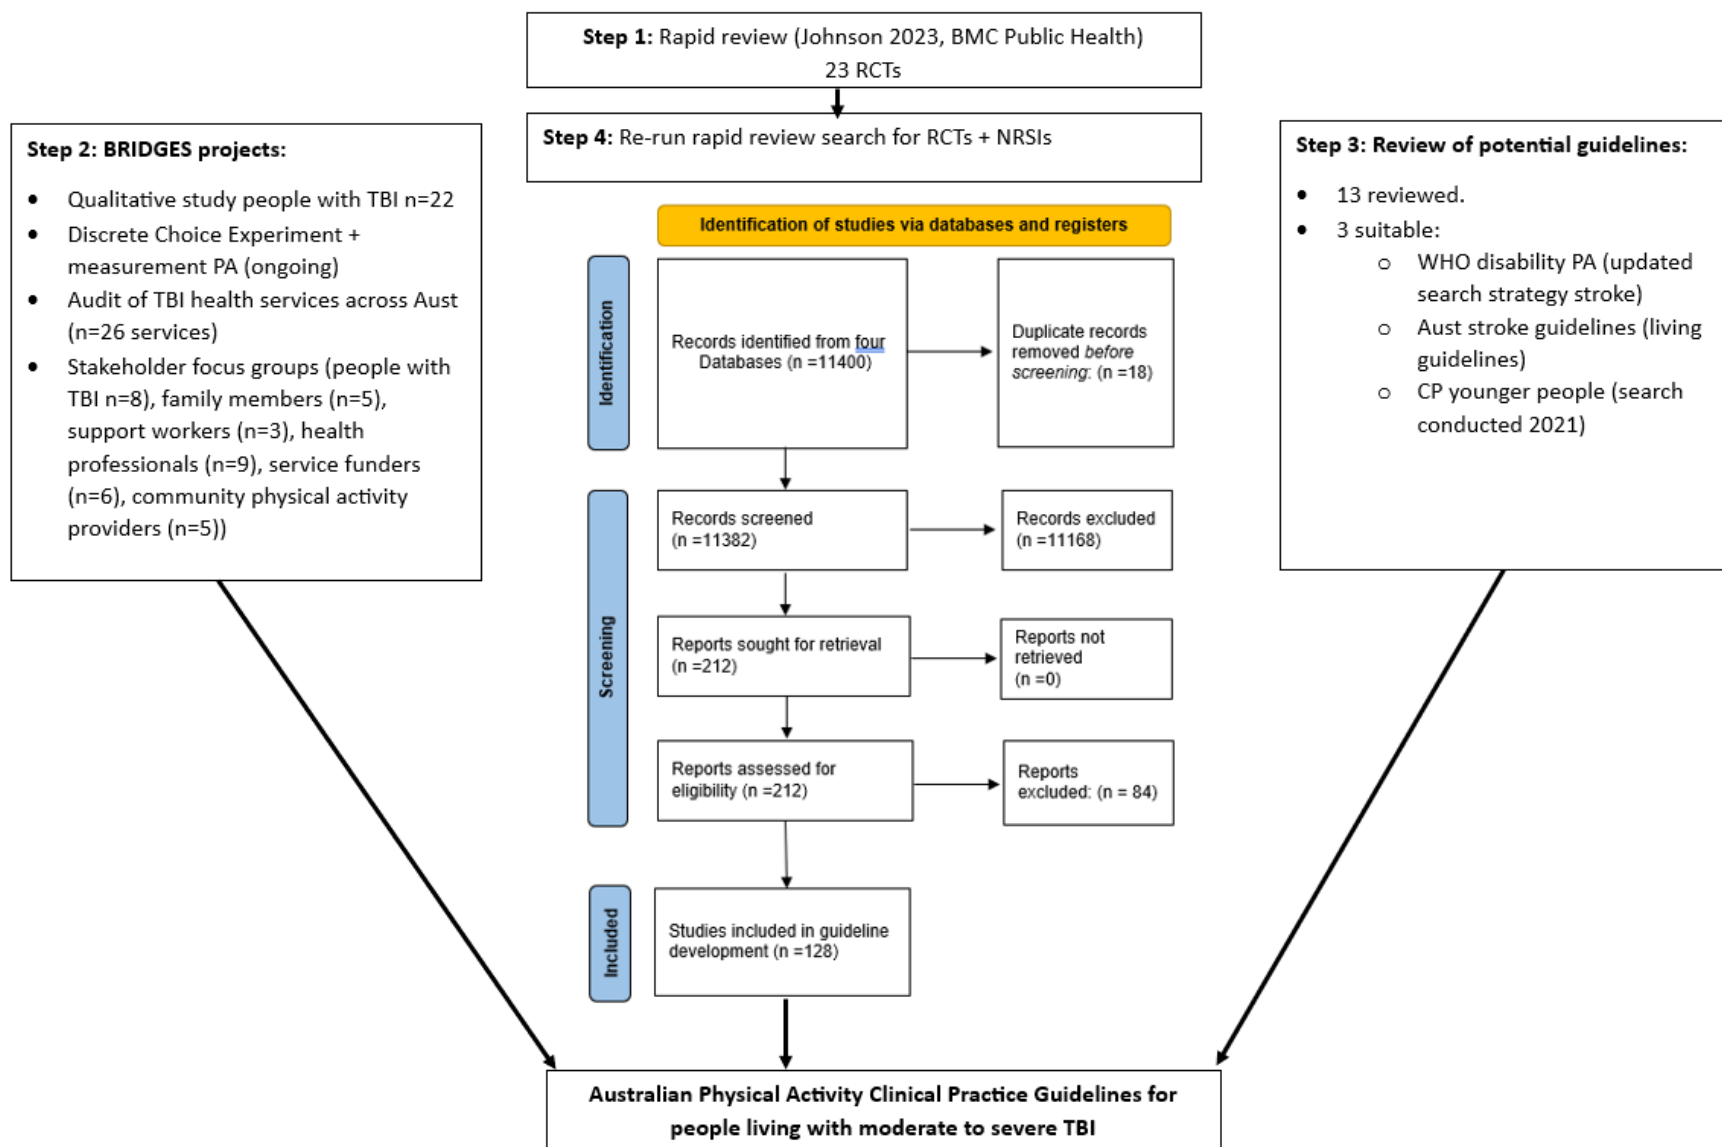 Step 1: Rapid review (Johnson 2023, BMC Public Health)
23 RCTs
Step 4: Re-run rapid review search for RCTs + NRSIs
Step 2: BRIDGES projects:
• Qualitative study people with TBI n=22
• Discrete Choice Experiment +
measurement PA (ongoing)
• Audit of TBI health services across Aust
(n=26 services)
• Stakeholder focus groups (people with
TBI n=8), family members (n=5),
support workers (n=3), health
professionals (n=9), service funders
(n=6), community physical activity
providers (n=5))
Step 3: Review of potential guidelines:
• 13 reviewed.
• 3 suitable:
o WHO disability PA (updated
search strategy stroke)
o Aust stroke guidelines (living
guidelines)
o CP younger people (search
conducted 2021)
Identification of studies via databases and registers
Identification
Records identified from four
Databases (n =11400)
Duplicate records
removed before
screening: (n =18)
Screening
Records screened
(n =11382)
Records excluded
(n =11168)
Reports sought for retrieval
(n =212)
Reports not
retrieved
(n =0)
Reports assessed for
eligibility (n =212)
Reports
excluded: (n = 84)
Included
Studies included in guideline
development (n =128)
Australian Physical Activity Clinical Practice Guidelines for
people living with moderate to severe TBI